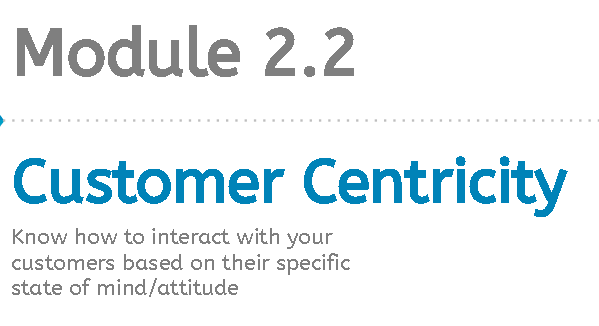 Module 2.2
Customer Centricity
Know how to interact with your
customers based on their specific
state of mind/attitude